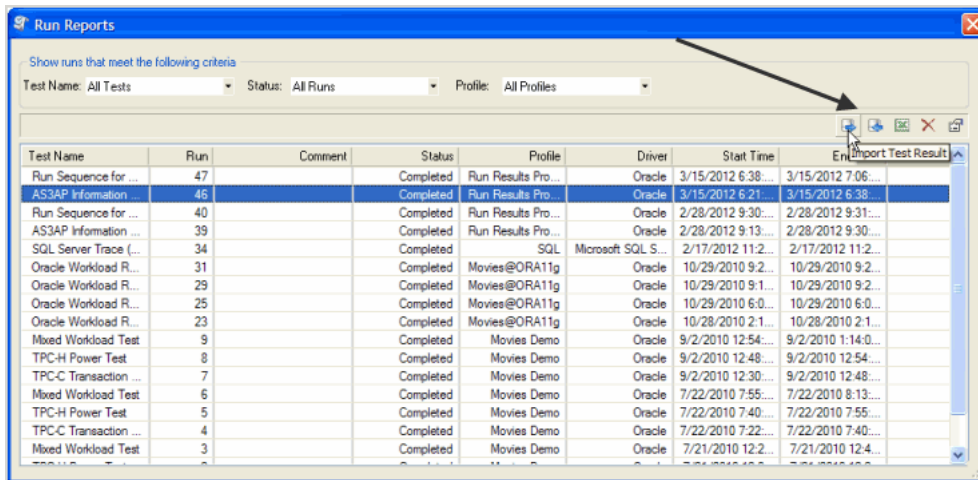 Run Reports
Show runs that meet the following criteria
Test Name: All Tests Status: All Runs Profile: All Profiles
Import Test Result
Test Name Run Comment Status Profile Driver Start Time
Run Sequence for ... 47 Completed Run Results Pro... Oracle 3/15/2012 6:38:... 3/15/2012 7:06:...
AS3AP Information ... 46 Completed Run Results Pro... Oracle 3/15/2012 6:21:... 3/15/2012 6:38:...
Run Sequence for ... 40 Completed Run Results Pro... Oracle 2/28/2012 9:30:... 2/28/2012 9:31:...
AS3AP Information ... 39 Completed Run Results Pro... Oracle 2/28/2012 9:13:... 2/28/2012 9:30:...
SQL Server Trace (... 34 Completed SQL Microsoft SQL S... 2/17/2012 11:2... 2/17/2012 11:2...
Oracle Workload R... 31 Completed Movies@ORA11g Oracle 10/29/2010 9:2... 10/29/2010 9:2...
Oracle Workload R... 29 Completed Movies@ORA11g Oracle 10/29/2010 9:1... 10/29/2010 9:2...
Oracle Workload R... 25 Completed Movies@ORA11g Oracle 10/29/2010 6:0... 10/29/2010 6:0...
Oracle Workload R... 23 Completed Movies@ORA11g Oracle 10/28/2010 2:1... 10/28/2010 2:1...
Mixed Workload Test 9 Completed Movies Demo Oracle 9/2/2010 12:54:... 9/2/2010 1:14:0...
TPC-H Power Test 8 Completed Movies Demo Oracle 9/2/2010 12:48:... 9/2/2010 12:54:...
TPC-C Transaction ... 7 Completed Movies Demo Oracle 9/2/2010 12:30:... 9/2/2010 12:48:...
Mixed Workload Test 6 Completed Movies Demo Oracle 7/22/2010 7:55:... 7/22/2010 8:13:...
TPC-H Power Test 5 Completed Movies Demo Oracle 7/22/2010 7:40:... 7/22/2010 7:55:...
TPC-C Transaction ... 4 Completed Movies Demo Oracle 7/22/2010 7:22:... 7/22/2010 7:40:...
Mixed Workload Test 3 Completed Movies Demo Oracle 7/21/2010 12:2... 7/21/2010 12:4...